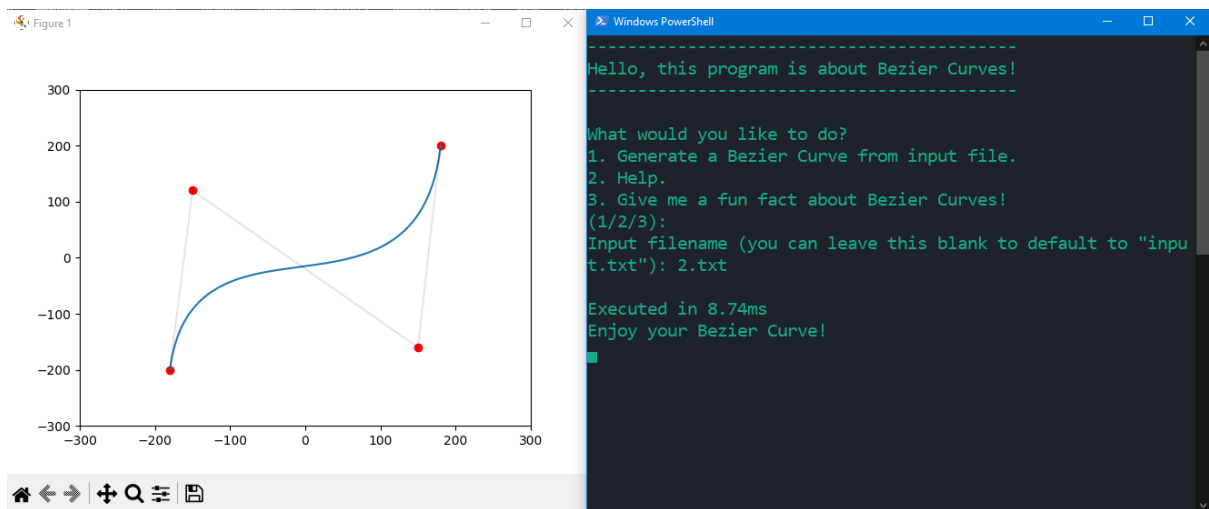 Figure 1
300
200
100
0
−100
−200
−300
−300 −200 −100 0 100 200 300
Windows PowerShell
-------------------------------------------
Hello, this program is about Bezier Curves!
-------------------------------------------
What would you like to do?
1. Generate a Bezier Curve from input file.
2. Help.
3. Give me a fun fact about Bezier Curves!
(1/2/3):
Input filename (you can leave this blank to default to "inpu
t.txt"): 2.txt
Executed in 8.74ms
Enjoy your Bezier Curve!